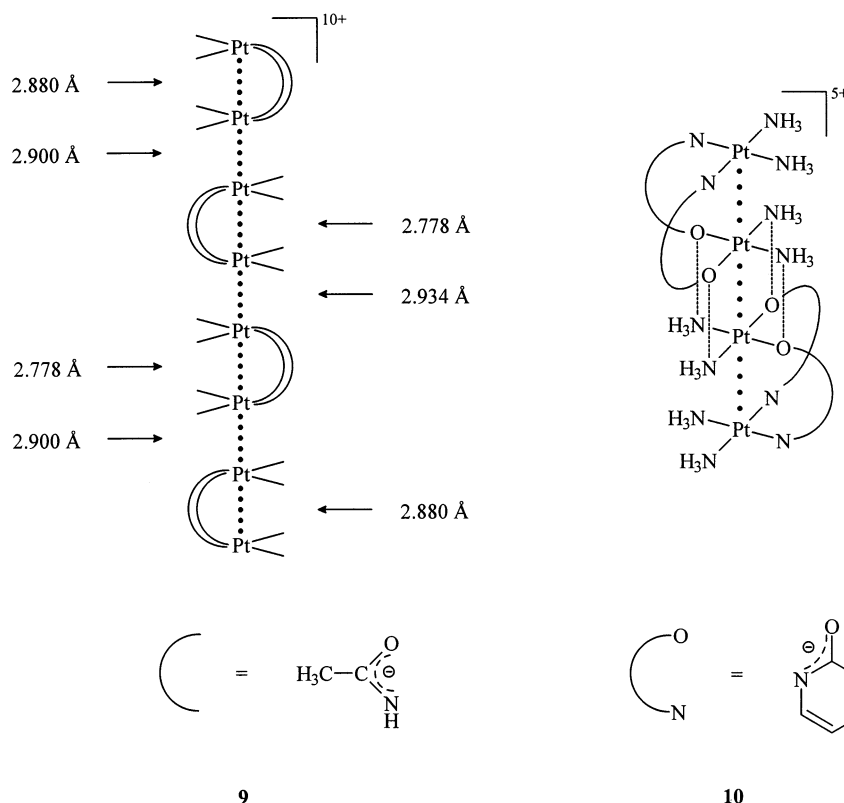 Pt
10+
2.880 Å
Pt
2.900 Å
Pt
2.778 Å
Pt
2.934 Å
Pt
2.778 Å
Pt
2.900 Å
Pt
2.880 Å
Pt
5+
N
NH3
Pt
N
NH3
NH3
O
Pt
NH3
O
O
H3N
Pt
O
H3N
N
H3N
Pt
N
H3N
=
O
H3C
C
⊖
N
H
O
N
=
O
⊖
N
9
10